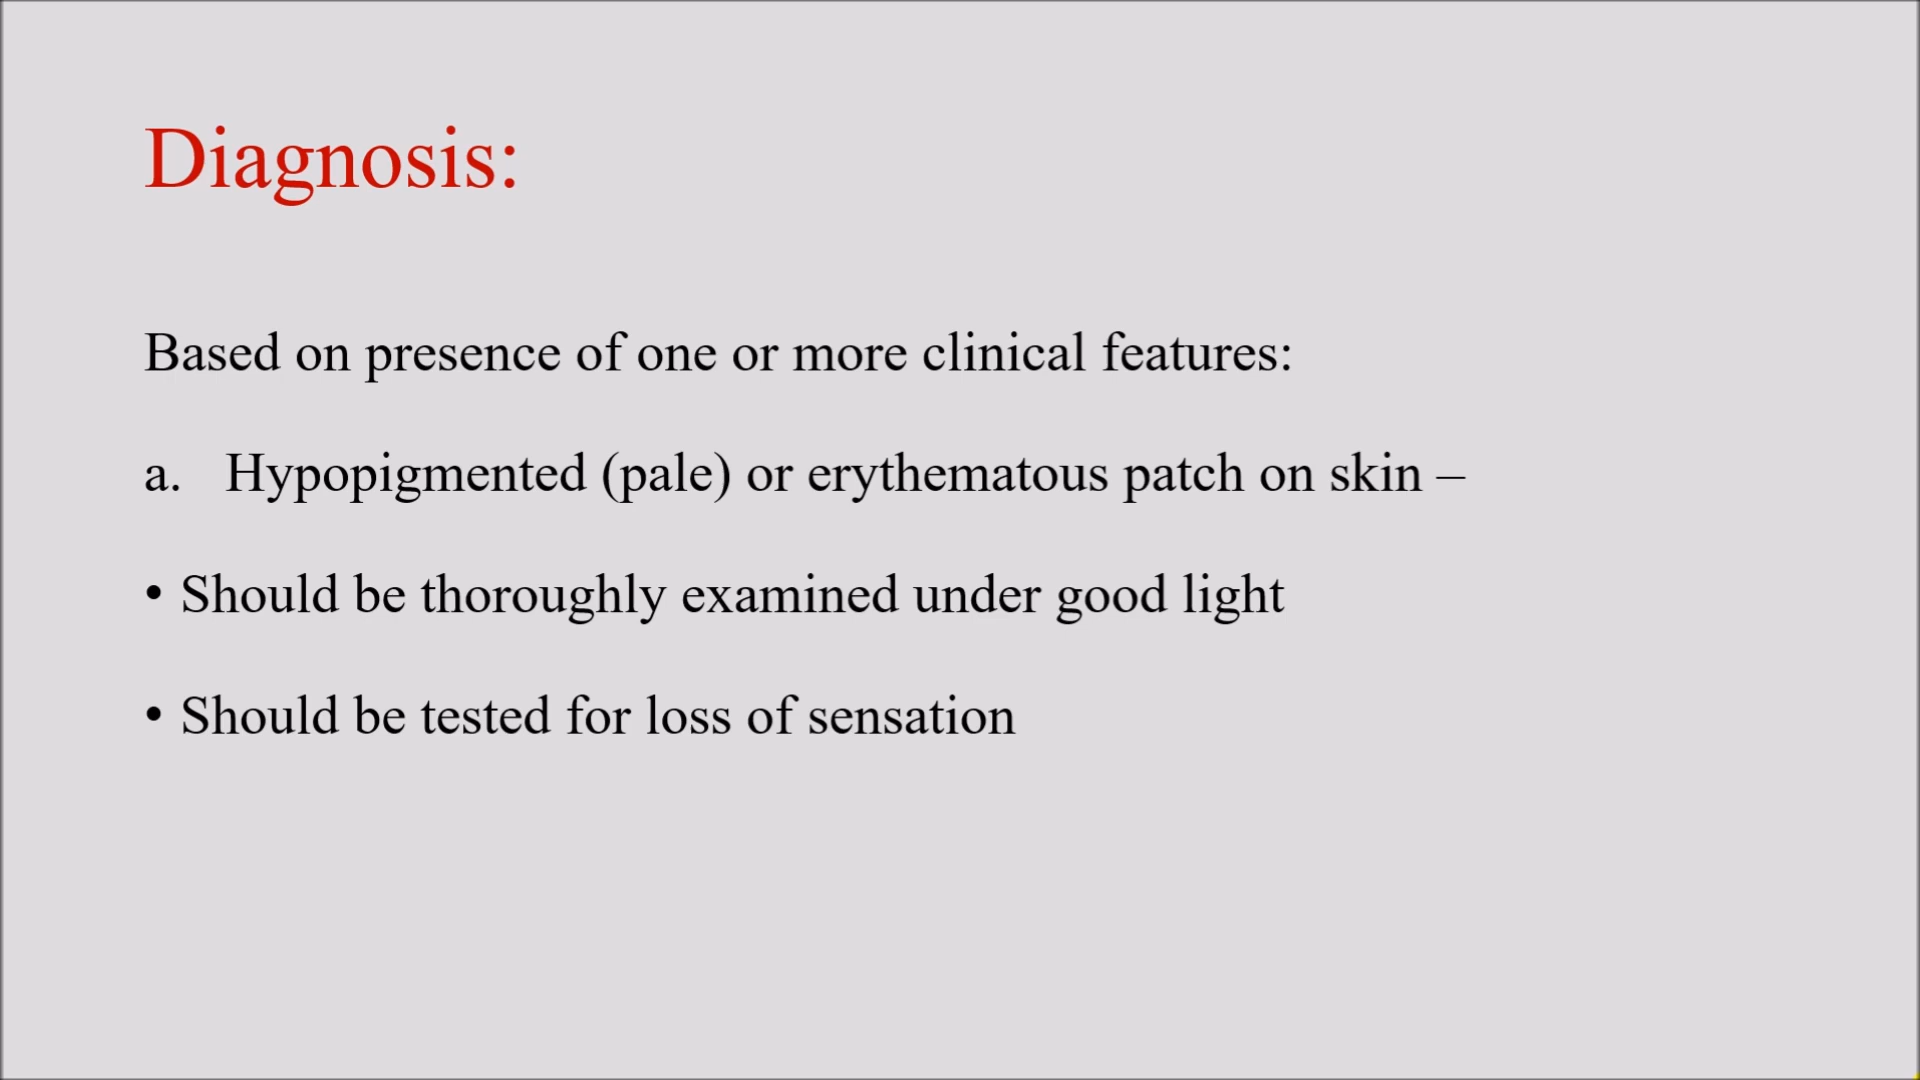 Diagnosis:
Based on presence of one or more clinical features:
a. Hypopigmented (pale) or erythematous patch on skin –
• Should be thoroughly examined under good light
• Should be tested for loss of sensation